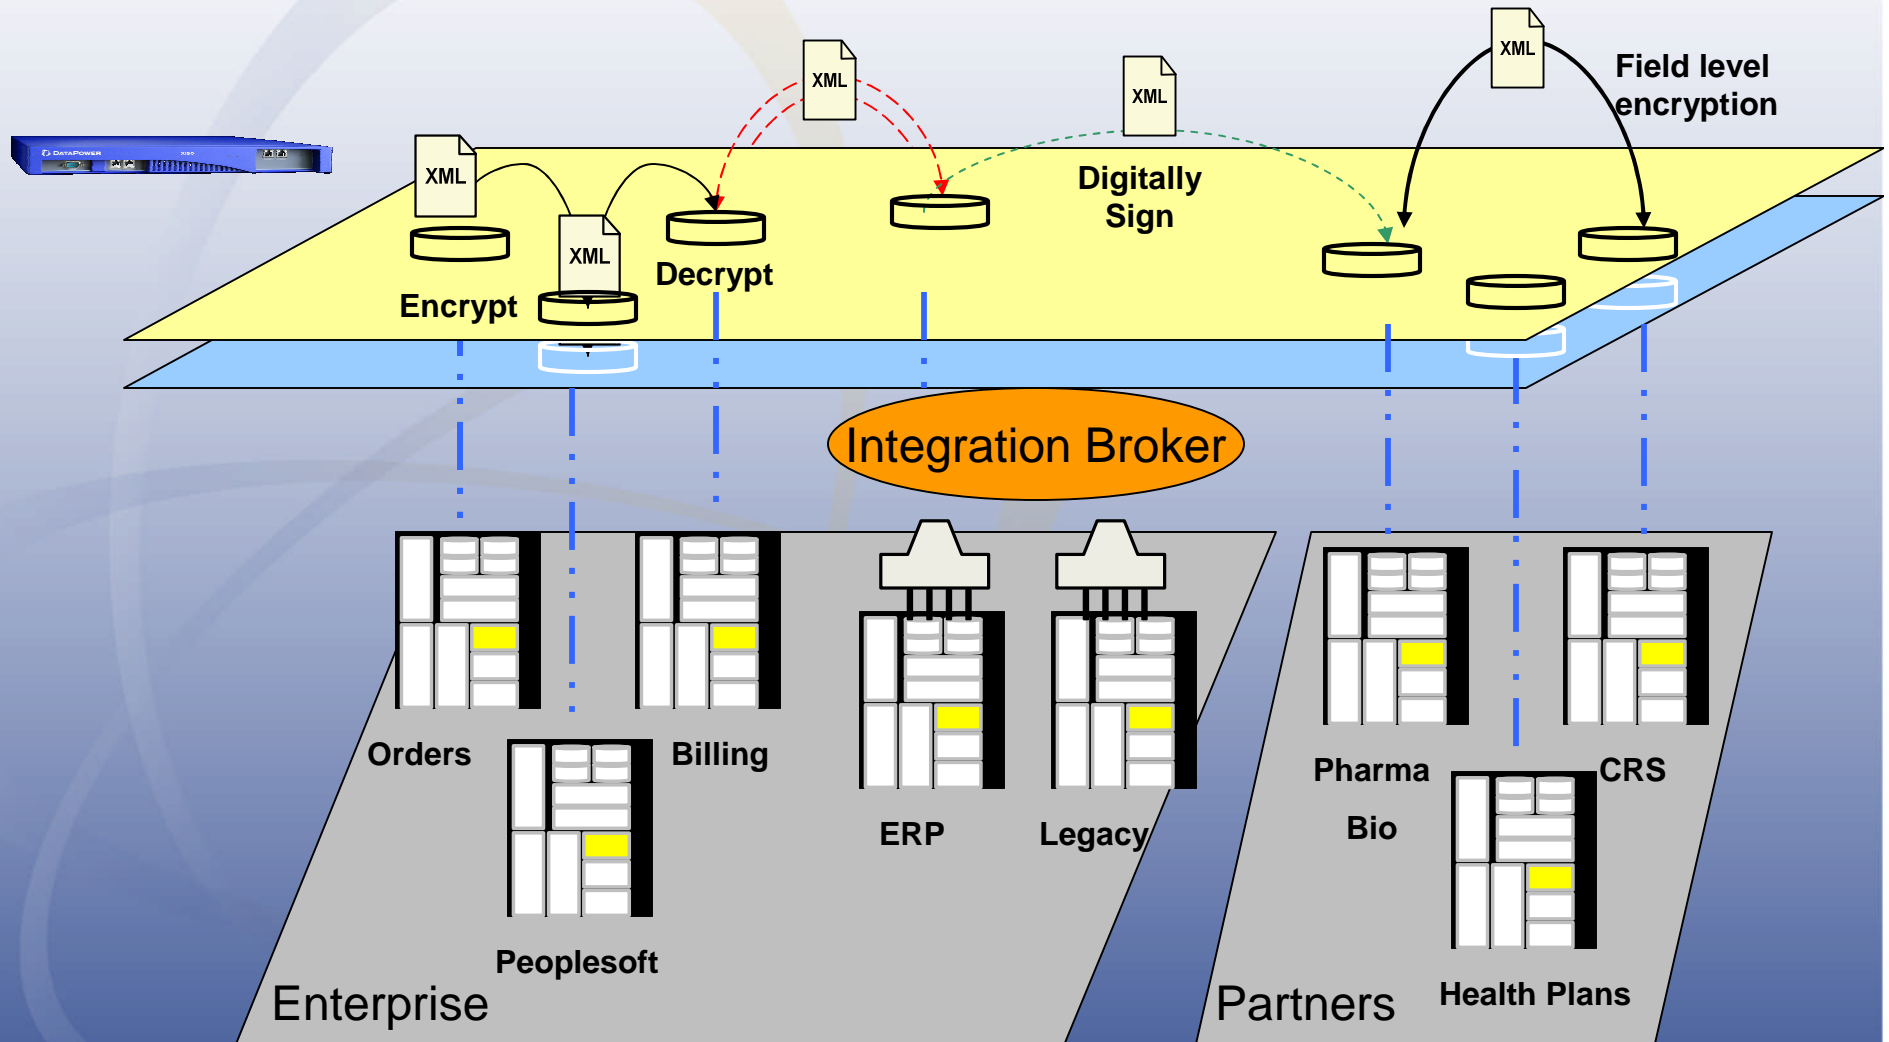 XML
XML
XML
XML
XML
XML
Field level
encryption
DATAPOWER
Digitally
Sign
Decrypt
Encrypt
Integration Broker
Orders
Billing
Peoplesoft
ERP
Legacy
Enterprise
Pharma
Bio
CRS
Health Plans
Partners